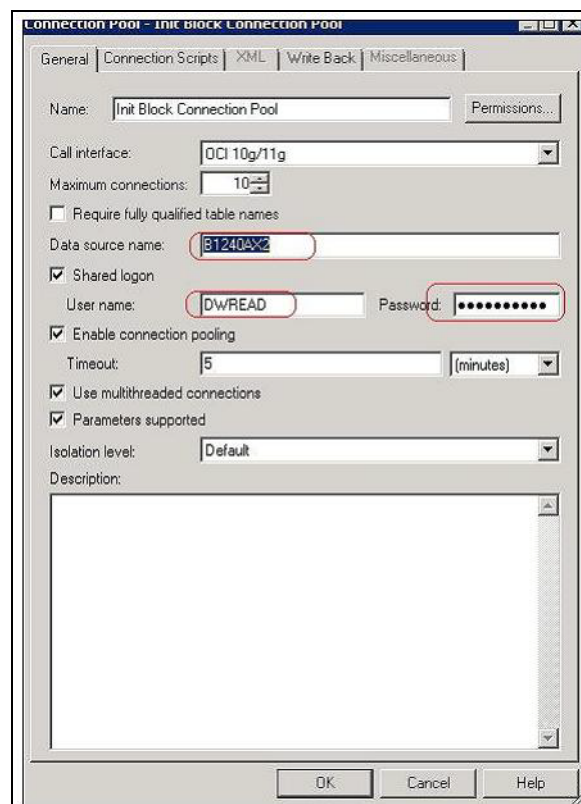 Connection Pool - Init Block Connection Pool
General Connection Scripts XML Write Back Miscellaneous
Name: Init Block Connection Pool Permissions...
Call interface: OCI 10g/11g
Maximum connections: 10
Require fully qualified table names
Data source name: B1240AX2
Shared logon
User name: DWREAD Password: ●●●●●●●●●●
Enable connection pooling
Timeout: 5 (minutes)
Use multithreaded connections
Parameters supported
Isolation level: Default
Description:
OK Cancel Help